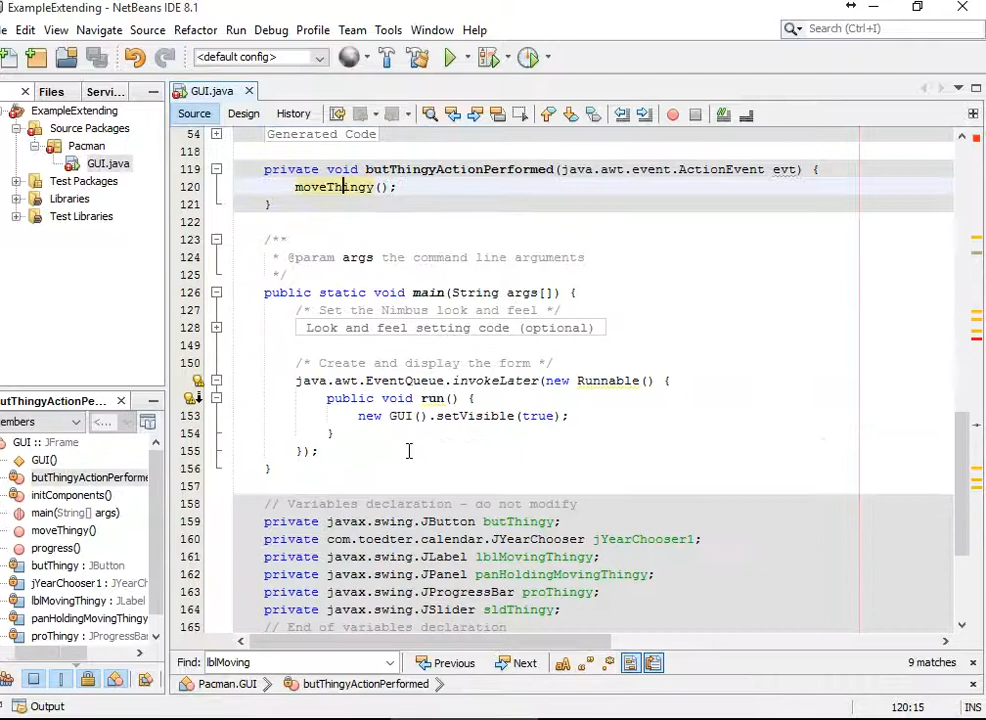 ExampleExtending - NetBeans IDE 8.1
Edit View Navigate Source Refactor Run Debug Profile Team Tools Window Help
Search (Ctrl+I)
<default config>
Files Servi... GUI.java
Source Design History
ExampleExtending
Source Packages
Pacman
GUI.java
Test Packages
Libraries
Test Libraries
54 Generated Code
118
119 private void butThingyActionPerformed(java.awt.event.ActionEvent evt) {
120 moveThingy();
121 }
122
123 /**
124 * @param args the command line arguments
125 */
126 public static void main(String args[]) {
127 /* Set the Nimbus look and feel */
128 Look and feel setting code (optional)
149
150 /* Create and display the form */
java.awt.EventQueue.invokeLater(new Runnable() {
public void run() {
153 new GUI().setVisible(true);
154 }
155 });
156 }
157
158 // Variables declaration - do not modify
159 private javax.swing.JButton butThingy;
160 private com.toedter.calendar.JYearChooser jYearChooser1;
161 private javax.swing.JLabel lblMovingThingy;
162 private javax.swing.JPanel panHoldingMovingThingy;
163 private javax.swing.JProgressBar proThingy;
164 private javax.swing.JSlider sldThingy;
165 // End of variables declaration
utThingyActionPe...
embers <...
GUI :: JFrame
GUI()
butThingyActionPerforme
initComponents()
main(String[] args)
moveThingy()
progress()
butThingy : JButton
jYearChooser1 : JYearCh
lblMovingThingy : JLabel
panHoldingMovingThingy
proThingy : JProgressBar
Find: lblMoving Previous Next 9 matches
Pacman.GUI butThingyActionPerformed
Output 120:15 INS